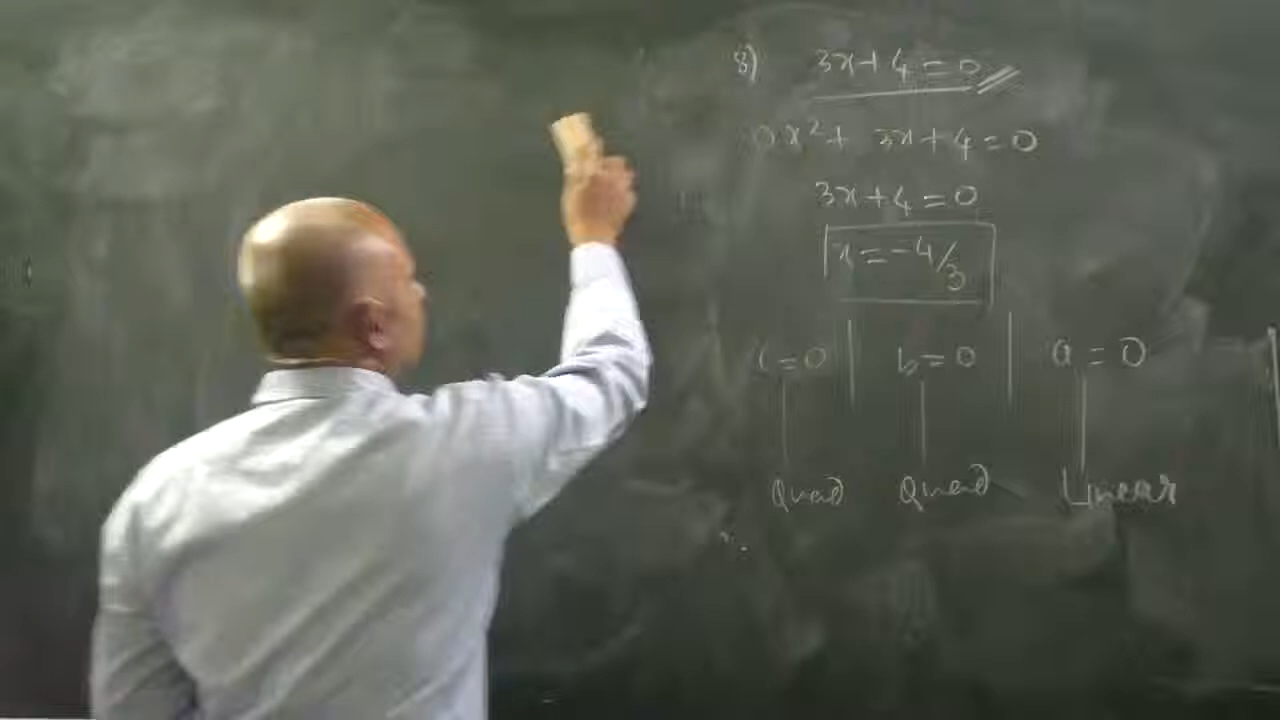 8) 3x+4=0
0x²+ 3x+4=0
3x+4=0
x=-4/3
c=0 b=0 a=0
Quad Quad Linear